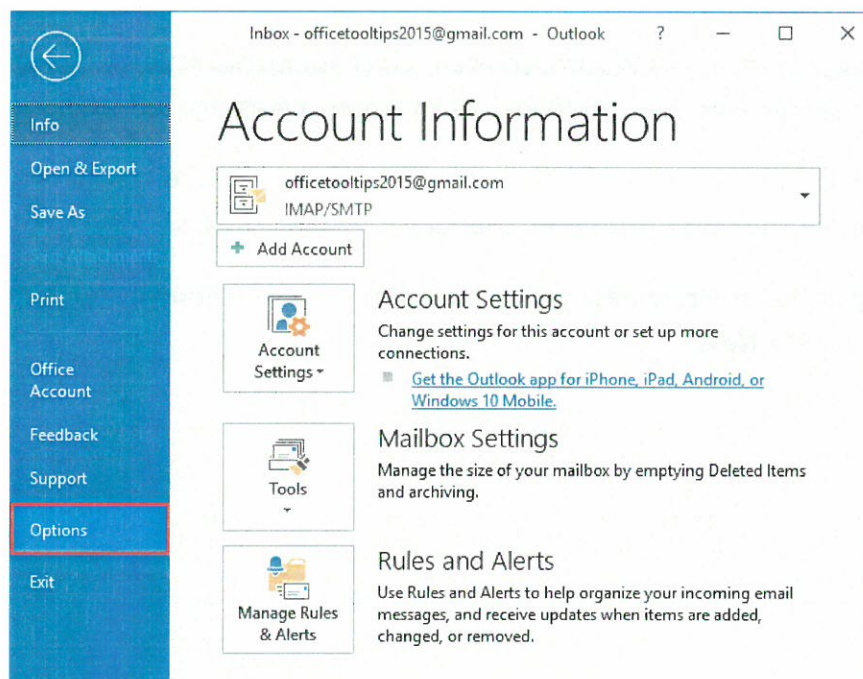 Inbox - officetooltips2015@gmail.com - Outlook
?
Info
Open & Export
Save As
Save Attachments
Print
Office
Account
Feedback
Support
Options
Exit
Account Information
officetooltips2015@gmail.com
IMAP/SMTP
Add Account
Account
Settings
Account Settings
Change settings for this account or set up more
connections.
Get the Outlook app for iPhone, iPad, Android, or
Windows 10 Mobile.
Tools
Mailbox Settings
Manage the size of your mailbox by emptying Deleted Items
and archiving.
Manage Rules
& Alerts
Rules and Alerts
Use Rules and Alerts to help organize your incoming email
messages, and receive updates when items are added,
changed, or removed.